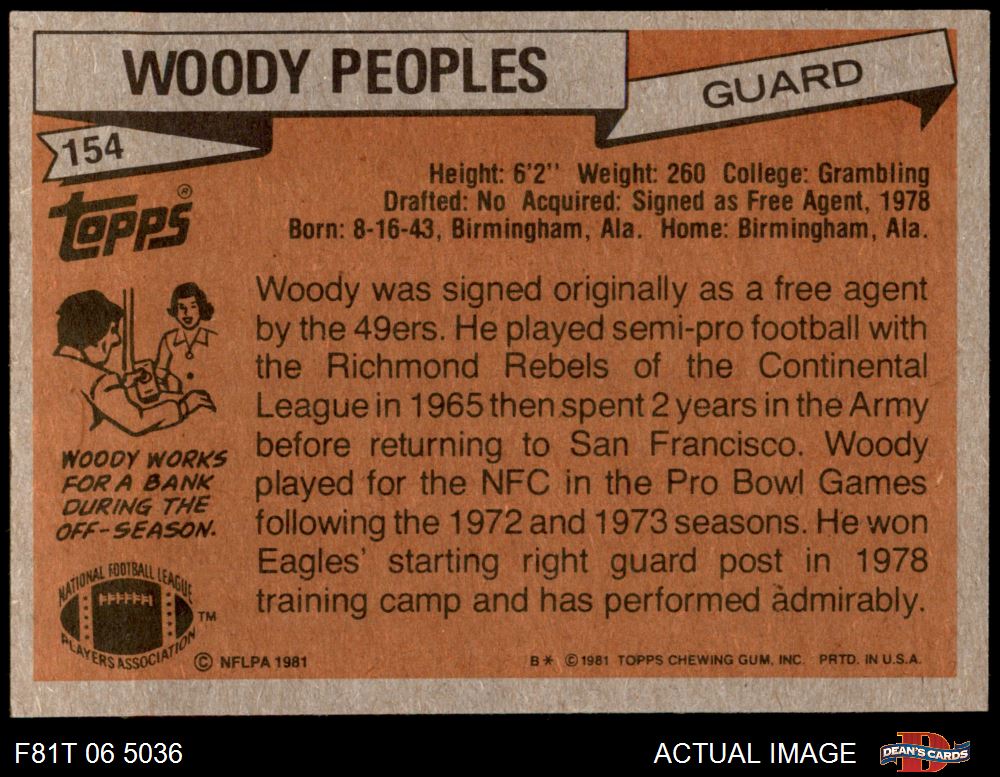 WOODY PEOPLES
GUARD
154
TOPPS®
Height: 6'2'' Weight: 260 College: Grambling
Drafted: No Acquired: Signed as Free Agent, 1978
Born: 8-16-43, Birmingham, Ala. Home: Birmingham, Ala.
Woody was signed originally as a free agent
by the 49ers. He played semi-pro football with
the Richmond Rebels of the Continental
League in 1965 then spent 2 years in the Army
before returning to San Francisco. Woody
played for the NFC in the Pro Bowl Games
following the 1972 and 1973 seasons. He won
Eagles' starting right guard post in 1978
training camp and has performed admirably.
WOODY WORKS
FOR A BANK
DURING THE
OFF-SEASON.
NATIONAL FOOTBALL LEAGUE
PLAYERS ASSOCIATION
™
© NFLPA 1981
B* © 1981 TOPPS CHEWING GUM, INC. PRTD. IN U.S.A.
F81T 06 5036
ACTUAL IMAGE
D
DEAN'S CARDS